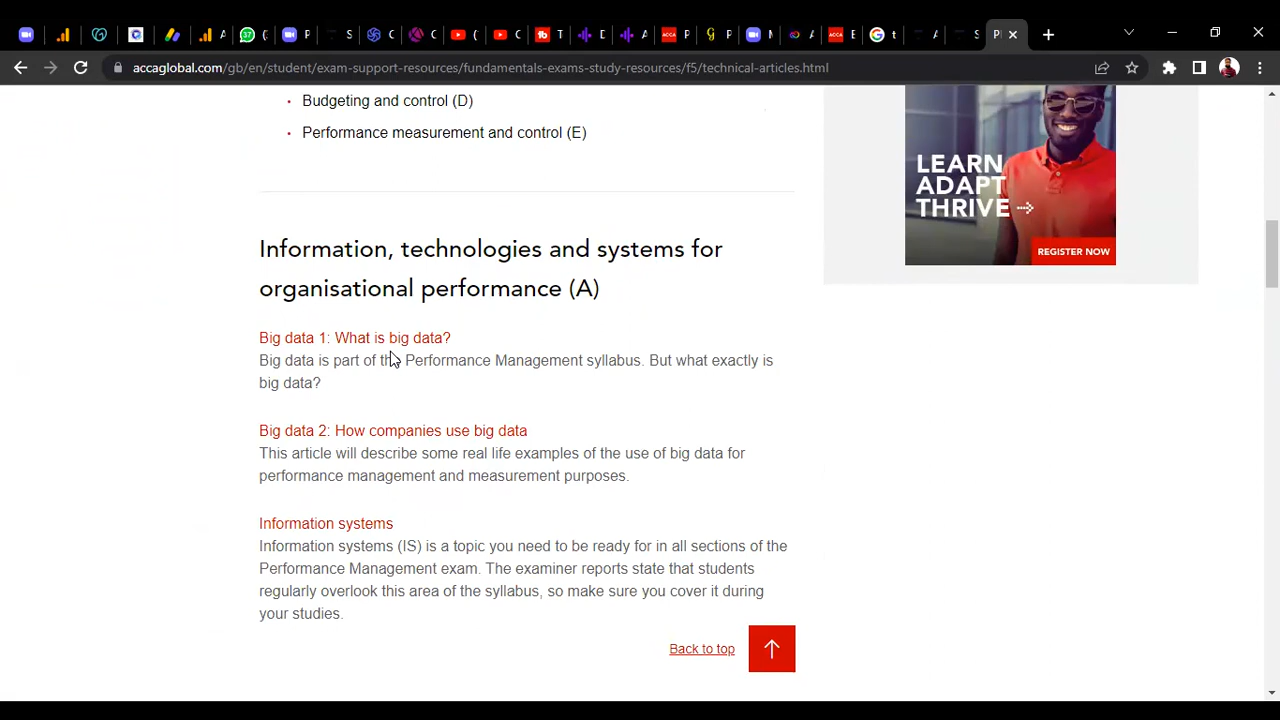 37
accaglobal.com/gb/en/student/exam-support-resources/fundamentals-exams-study-resources/f5/technical-articles.html
Budgeting and control (D)
Performance measurement and control (E)
LEARN
ADAPT
THRIVE
REGISTER NOW
Information, technologies and systems for
organisational performance (A)
Big data 1: What is big data?
Big data is part of the Performance Management syllabus. But what exactly is
big data?
Big data 2: How companies use big data
This article will describe some real life examples of the use of big data for
performance management and measurement purposes.
Information systems
Information systems (IS) is a topic you need to be ready for in all sections of the
Performance Management exam. The examiner reports state that students
regularly overlook this area of the syllabus, so make sure you cover it during
your studies.
Back to top